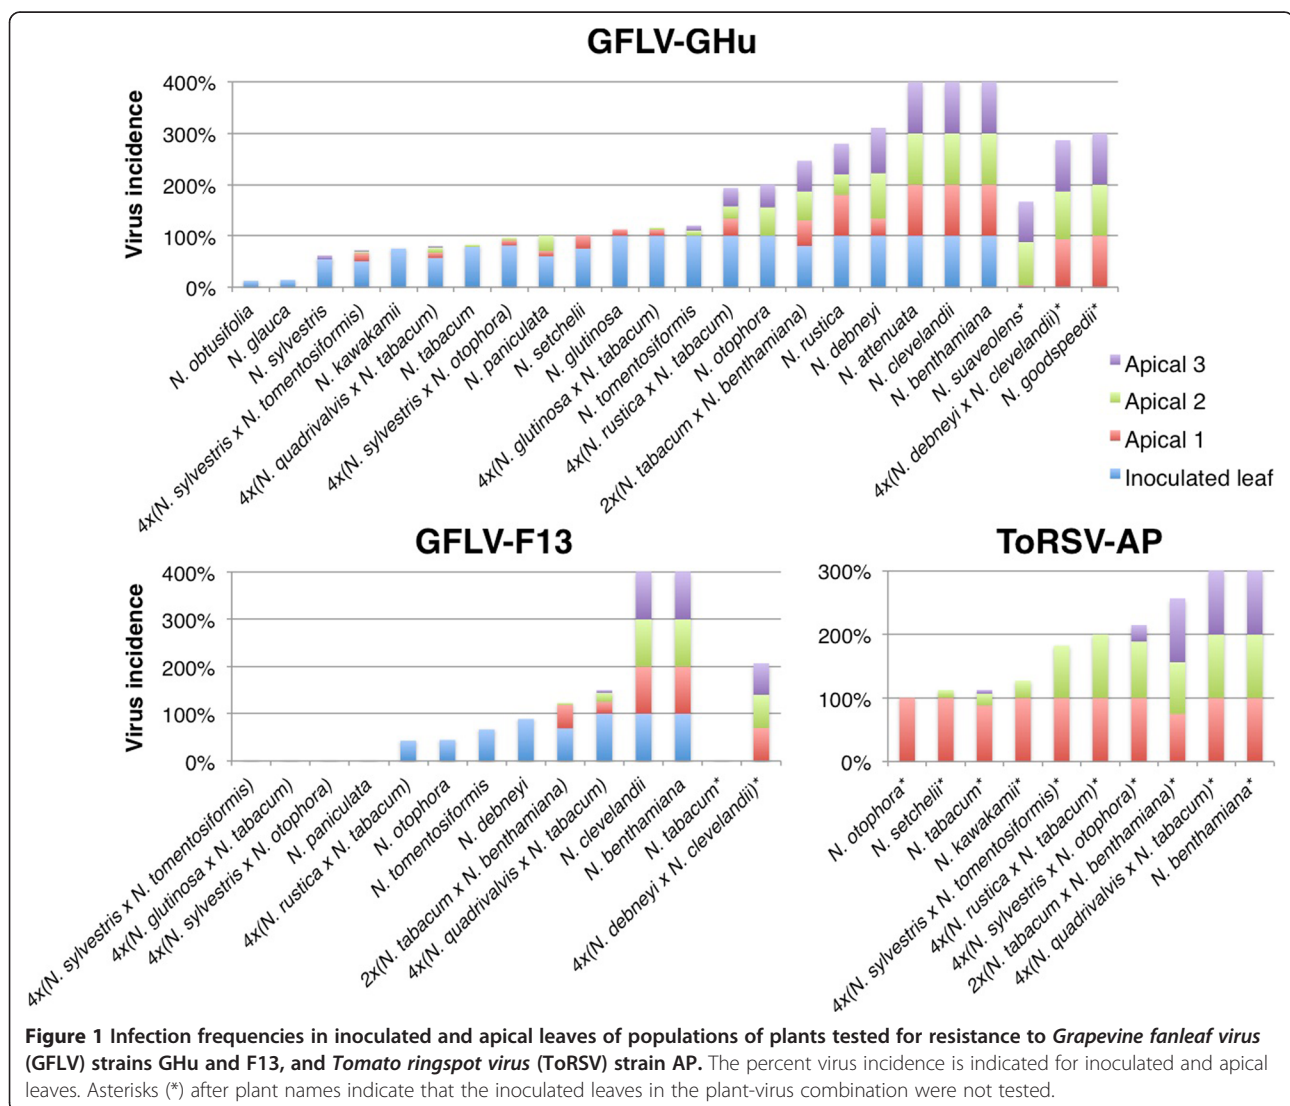 GFLV-GHu
Virus incidence
400%
300%
200%
100%
0%
N. obtusifolia
N. glauca
N. sylvestris
4x(N. sylvestris x N. tomentosiformis)
N. kawakamii
4x(N. quadrivalvis x N. tabacum)
N. tabacum
4x(N. sylvestris x N. otophora)
N. paniculata
N. setchelii
N. glutinosa
4x(N. glutinosa x N. tabacum)
N. tomentosiformis
4x(N. rustica x N. tabacum)
N. otophora
2x(N. tabacum x N. benthamiana)
N. rustica
N. debneyi
N. attenuata
N. clevelandii
N. benthamiana
N. suaveolens*
4x(N. debneyi x N. clevelandii)*
N. goodspedii*
Apical 3
Apical 2
Apical 1
Inoculated leaf
GFLV-F13
Virus incidence
400%
300%
200%
100%
0%
4x(N. sylvestris x N. tomentosiformis)
4x(N. glutinosa x N. tabacum)
4x(N. sylvestris x N. otophora)
N. paniculata
4x(N. rustica x N. tabacum)
N. otophora
N. tomentosiformis
N. debneyi
2x(N. tabacum x N. benthamiana)
4x(N. quadrivalvis x N. tabacum)
N. clevelandii
N. benthamiana
N. tabacum*
4x(N. debneyi x N. clevelandii)*
ToRSV-AP
300%
200%
100%
0%
N. otophora*
N. setchelii*
N. tabacum*
N. kawakamii*
4x(N. sylvestris x N. tomentosiformis)*
4x(N. rustica x N. tabacum)*
4x(N. sylvestris x N. otophora)*
2x(N. tabacum x N. benthamiana)*
4x(N. quadrivalvis x N. tabacum)*
N. benthamiana*
Figure 1 Infection frequencies in inoculated and apical leaves of populations of plants tested for resistance to Grapevine fanleaf virus
(GFLV) strains GHu and F13, and Tomato ringspot virus (ToRSV) strain AP. The percent virus incidence is indicated for inoculated and apical
leaves. Asterisks (*) after plant names indicate that the inoculated leaves in the plant-virus combination were not tested.